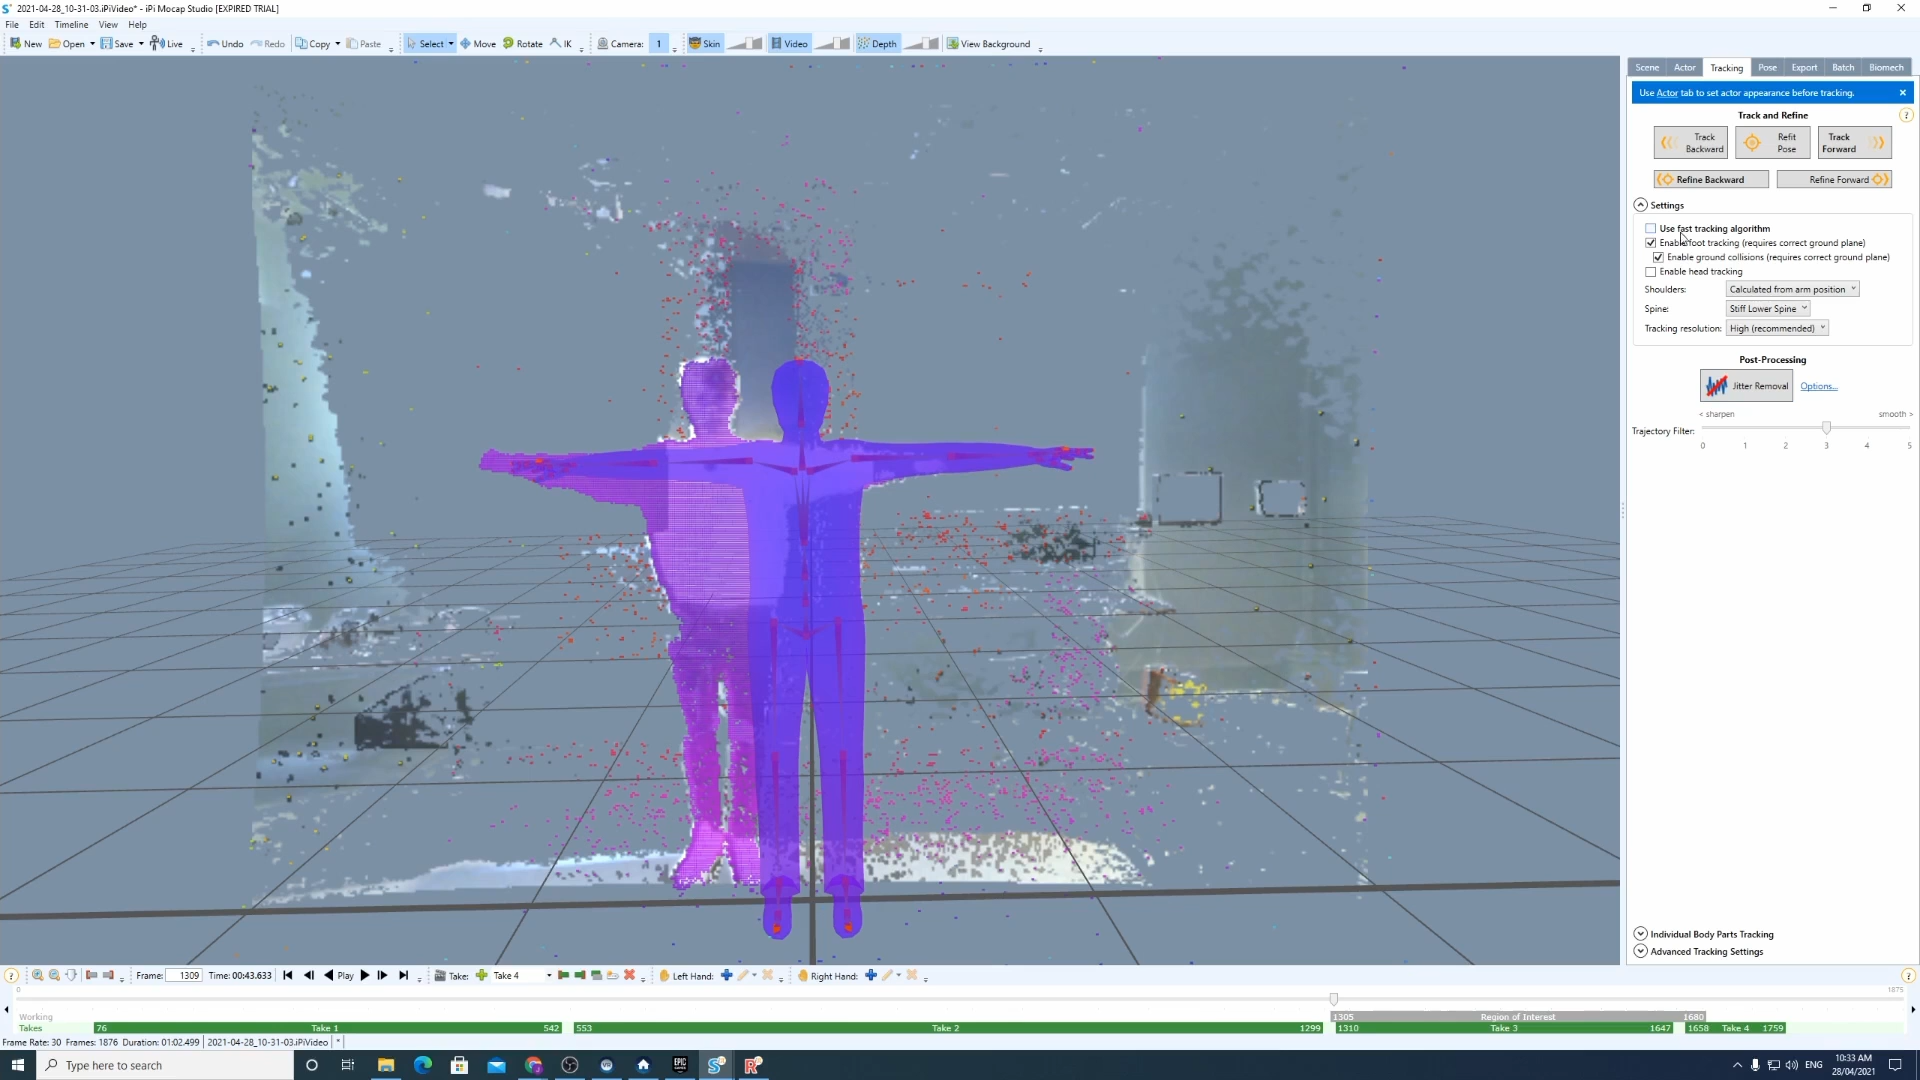 2021-04-28_10-31-03.iPiVideo* - iPi Mocap Studio [EXPIRED TRIAL]
File Edit Timeline View Help
New Open Save Live Undo Redo Copy Paste Select Move Rotate IK Camera: 1 Skin Video Depth View Background
Scene Actor Tracking Pose Export Batch Biomech
Use Actor tab to set actor appearance before tracking.
Track and Refine
Track Backward
Refit Pose
Track Forward
Refine Backward
Refine Forward
Settings
Use fast tracking algorithm
Enable foot tracking (requires correct ground plane)
Enable ground collisions (requires correct ground plane)
Enable head tracking
Shoulders: Calculated from arm position
Spine: Stiff Lower Spine
Tracking resolution: High (recommended)
Post-Processing
Jitter Removal Options...
< sharpen smooth >
Trajectory Filter:
0 1 2 3 4 5
Individual Body Parts Tracking
Advanced Tracking Settings
Frame: 1309 Time: 00:43.633 Play Take: Take 4 Left Hand: Right Hand:
0 1875
Working 1305 Region of Interest 1680
Takes 76 Take 1 542 553 Take 2 1299 1310 Take 3 1647 1658 Take 4 1759
Frame Rate: 30 Frames: 1876 Duration: 01:02.499 2021-04-28_10-31-03.iPiVideo *
Type here to search
ENG
10:33 AM
28/04/2021